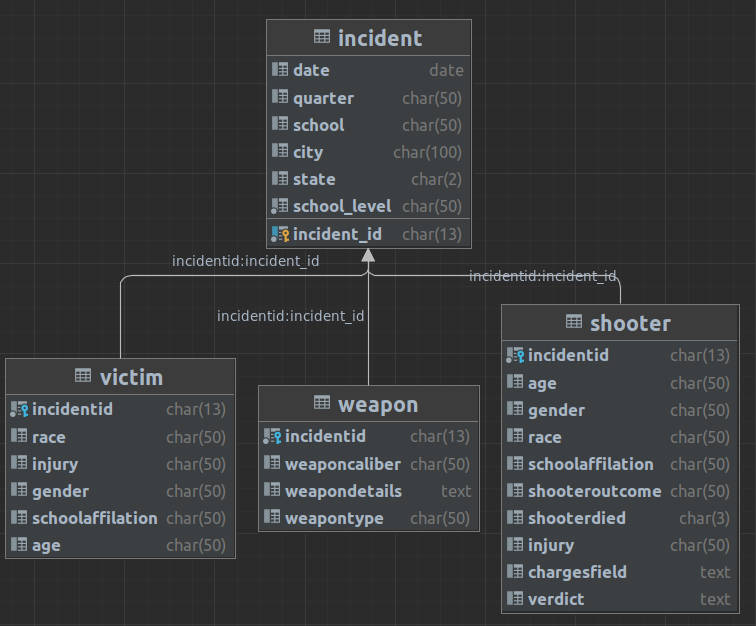 incident
date date
quarter char(50)
school char(50)
city char(100)
state char(2)
school_level char(50)
incident_id char(13)
incidentid:incident_id
incidentid:incident_id
incidentid:incident_id
victim
incidentid char(13)
race char(50)
injury char(50)
gender char(50)
schoolaffilation char(50)
age char(50)
weapon
incidentid char(13)
weaponcaliber char(50)
weapondetails text
weapontype char(50)
shooter
incidentid char(13)
age char(50)
gender char(50)
race char(50)
schoolaffilation char(50)
shooteroutcome char(50)
shooterdied char(3)
injury char(50)
chargesfield text
verdict text